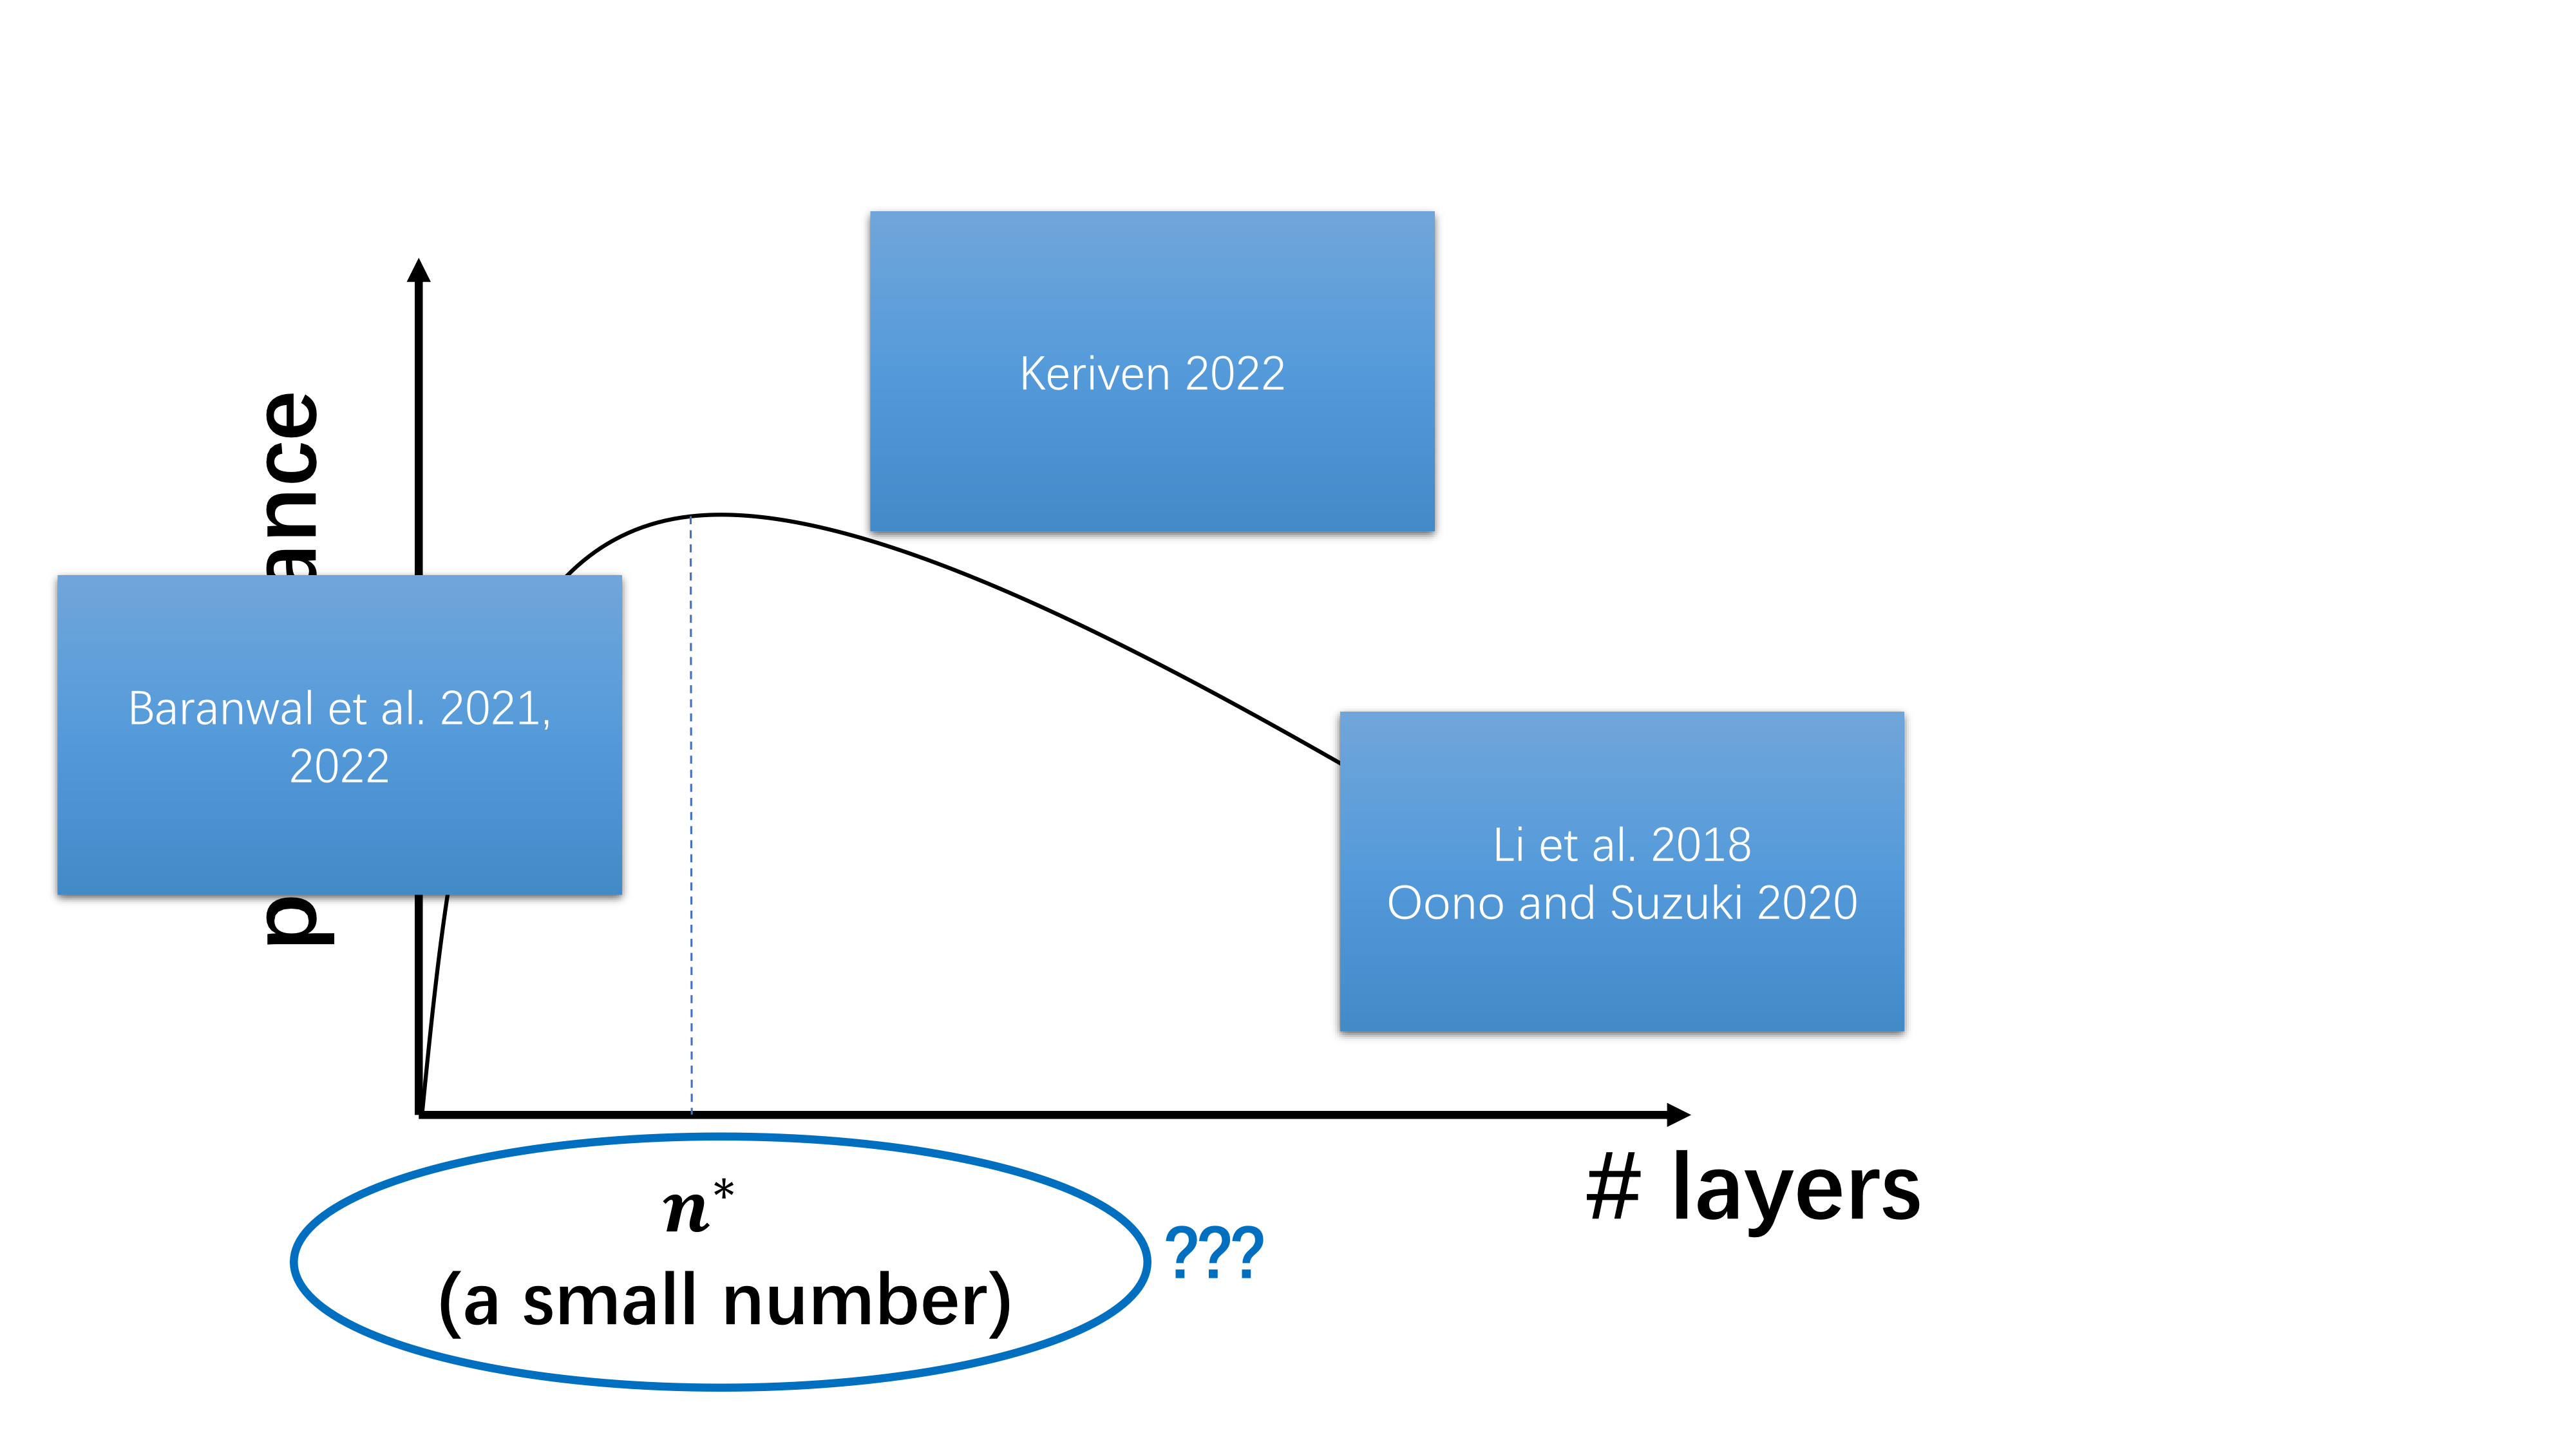 Keriven 2022
p ance
Baranwal et al. 2021,
2022
Li et al. 2018
Oono and Suzuki 2020
# layers
n*
(a small number)
???